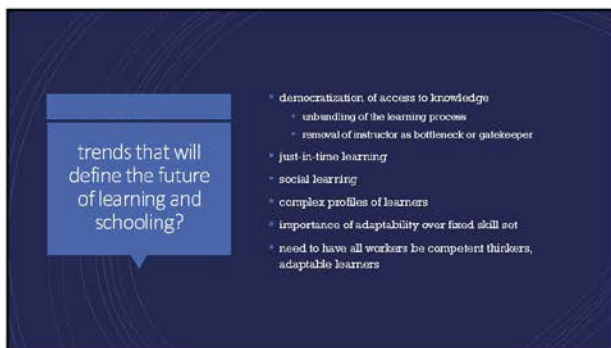 trends that will
define the future
of learning and
schooling?
democratization of access to knowledge
unbundling of the learning process
removal of instructor as bottleneck or gatekeeper
just-in-time learning
social learning
complex profiles of learners
importance of adaptability over fixed skill set
need to have all workers be competent thinkers,
adaptable learners